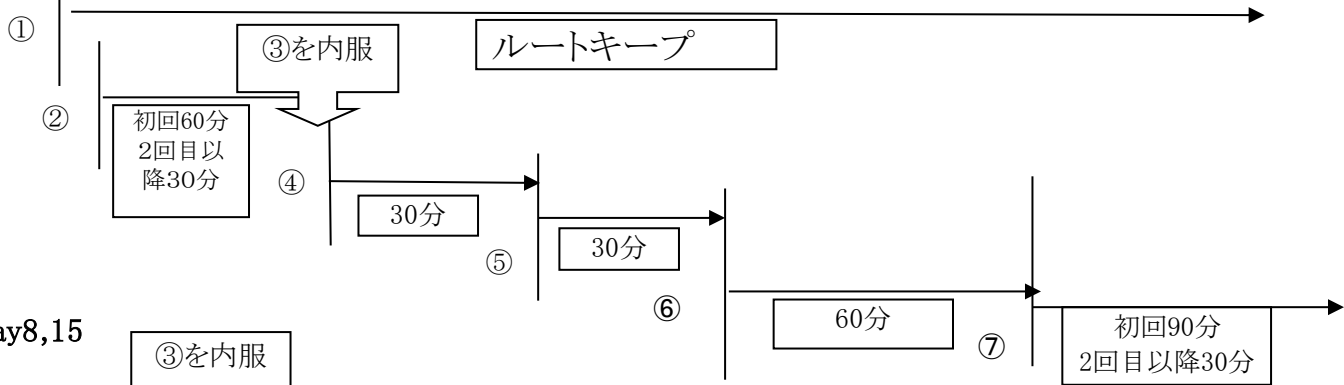 ①
③を内服
ルートキープ
②
初回60分
2回目以
降30分
④
30分
⑤
30分
⑥
60分
⑦
初回90分
2回目以降30分
ay8,15
③を内服